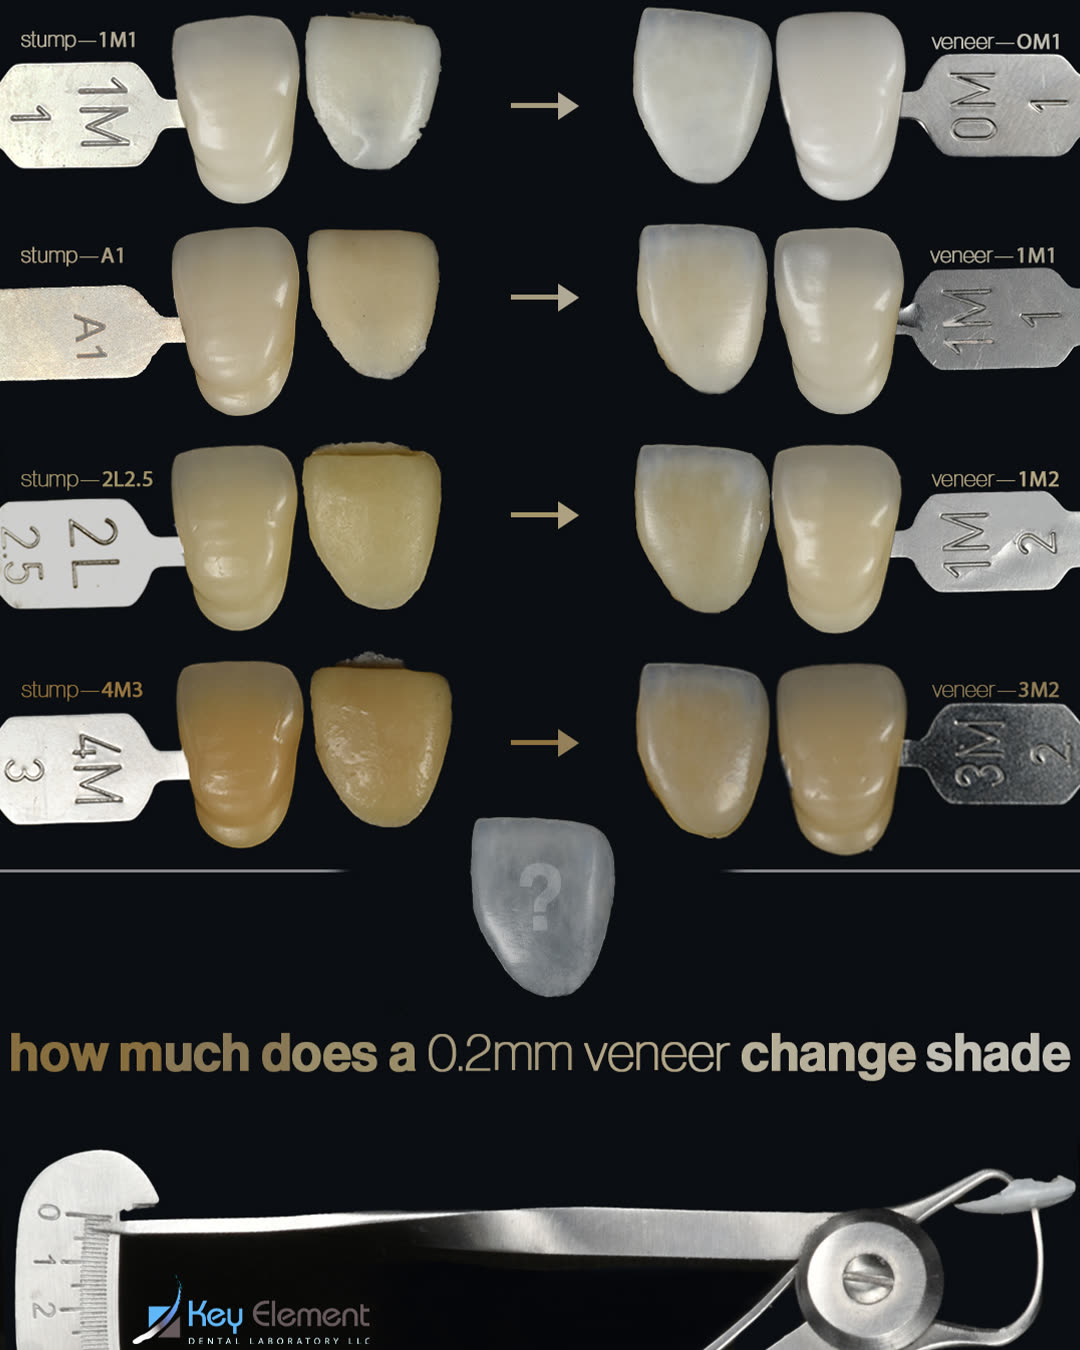 stump—1M1
veneer—OM1
1M
1
OM
1
stump—A1
veneer—1M1
A1
1M
1
stump—2L2.5
veneer—1M2
2L
2.5
1M
2
stump—4M3
veneer—3M2
4M
3
3M
2
?
how much does a 0.2mm veneer change shade
0
1
2
Key Element
DENTAL LABORATORY LLC